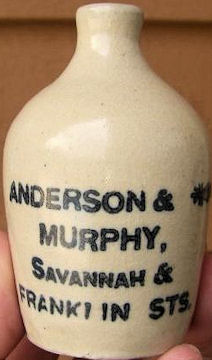 ANDERSON &
MURPHY,
SAVANNAH &
FRANKLIN STS.